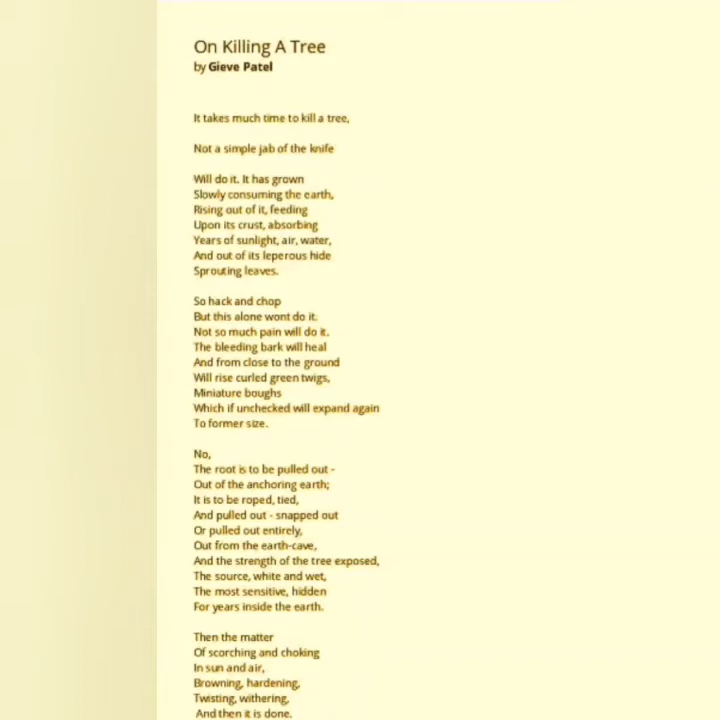 On Killing A Tree
by Gieve Patel
It takes much time to kill a tree,
Not a simple jab of the knife
Will do it. It has grown
Slowly consuming the earth,
Rising out of it, feeding
Upon its crust, absorbing
Years of sunlight, air, water,
And out of its leperous hide
Sprouting leaves.
So hack and chop
But this alone wont do it.
Not so much pain will do it.
The bleeding bark will heal
And from close to the ground
Will rise curled green twigs,
Miniature boughs
Which if unchecked will expand again
To former size.
No,
The root is to be pulled out -
Out of the anchoring earth;
It is to be roped, tied,
And pulled out - snapped out
Or pulled out entirely,
Out from the earth-cave,
And the strength of the tree exposed,
The source, white and wet,
The most sensitive, hidden
For years inside the earth.
Then the matter
Of scorching and choking
In sun and air,
Browning, hardening,
Twisting, withering,
And then it is done.